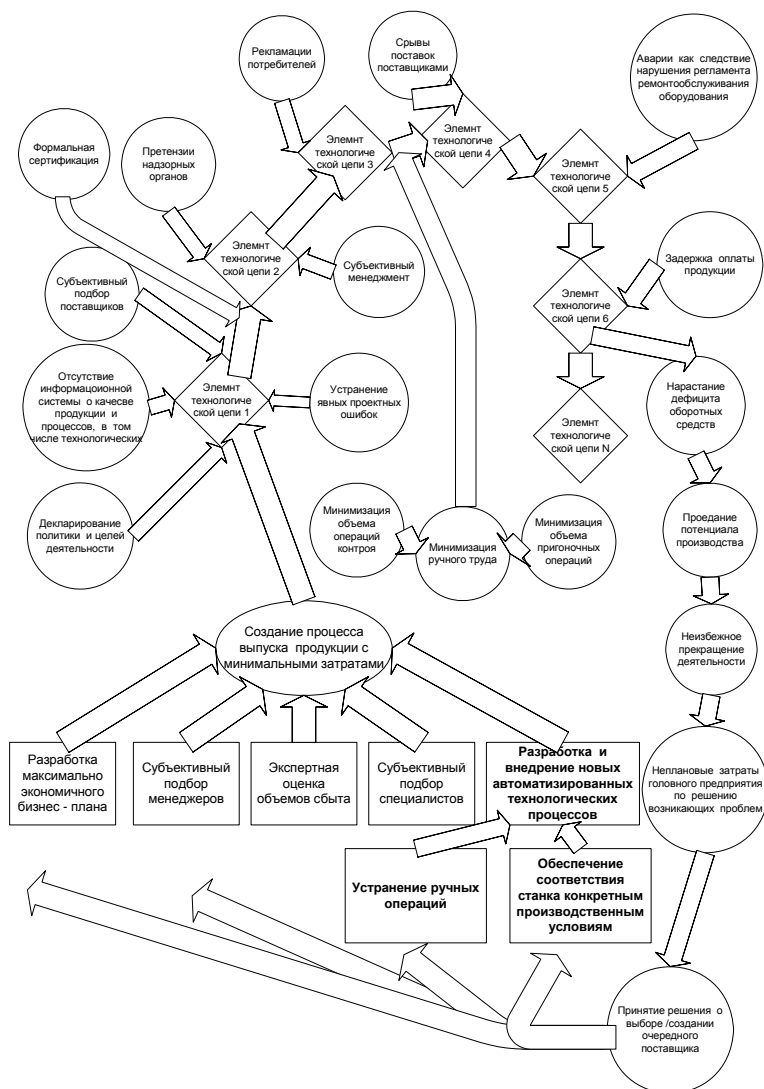 Рекламации
потребителей
Срывы
поставок
поставщиками
Аварии как следствие
нарушения регламента
ремонтообслуживания
оборудования
Формальная
сертификация
Претензии
надзорных
органов
Элемнт
технологиче
ской цепи 3
Элемнт
технологиче
ской цепи 4
Элемнт
технологиче
ской цепи 5
Элемнт
технологиче
ской цепи 2
Субъективный
менеджмент
Задержка оплаты
продукции
Субъективный
подбор
поставщиков
Элемнт
технологиче
ской цепи 6
Отсутствие
информацоионной
системы о качесве
продукции и
процессов, в том
числе технологических
Элемнт
технологиче
ской цепи 1
Устранение
явных проектных
ошибок
Нарастание
дефицита
оборотных
средств
Элемнт
технологиче
ской цепи N
Декларирование
политики и целей
деятельности
Минимизация
объема
операций
контроя
Минимизация
ручного труда
Минимизация
объема
пригоночных
операций
Проедание
потенциала
производства
Создание процесса
выпуска продукции с
минимальными затратами
Неизбежное
прекращение
деятельности
Разработка
максимально
экономичного
бизнес - плана
Субъективный
подбор
менеджеров
Экспертная
оценка
объемов сбыта
Субъективный
подбор
специалистов
Разработка и
внедрение новых
автоматизированных
технологических
процессов
Неплановые затраты
головного предприятия
по решению
возникающих проблем
Устранение ручных
операций
Обеспечение
соответствия
станка конкретным
производственным
условиям
Принятие решения о
выборе /создании
очередного
поставщика